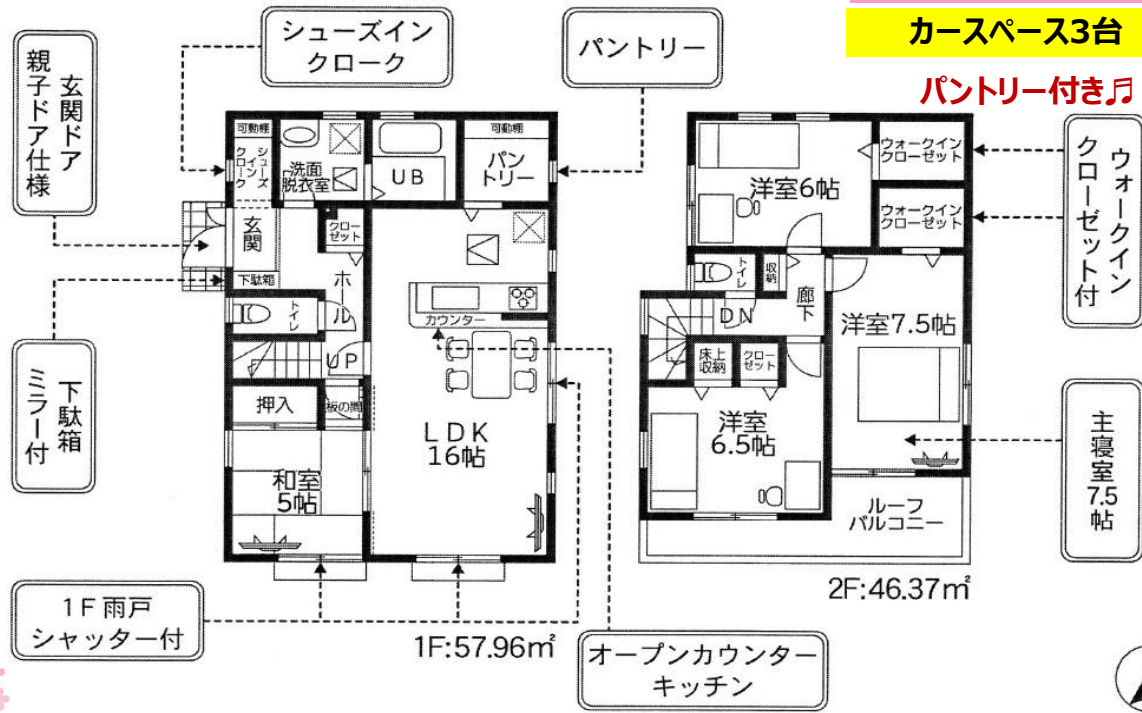 カースペース3台
パントリー付き♬
玄関ドア
親子ドア仕様
シューズイン
クローク
パントリー
ウォークイン
クローゼット付
下駄箱
ミラー付
主寝室7.5帖
1F雨戸
シャッター付
オープンカウンター
キッチン
可動棚
シューズ
イン
クローク
洗面
脱衣室
UB
可動棚
パン
トリー
玄関
クロー
ゼット
下駄箱
ホール
トイレ
カウンター
UP
押入
板の間
LDK
16帖
和室
5帖
1F:57.96㎡
洋室6帖
ウォークイン
クローゼット
ウォークイン
クローゼット
トイレ
収納
廊下
DN
洋室7.5帖
床上
収納
クロー
ゼット
洋室
6.5帖
ルーフ
バルコニー
2F:46.37㎡